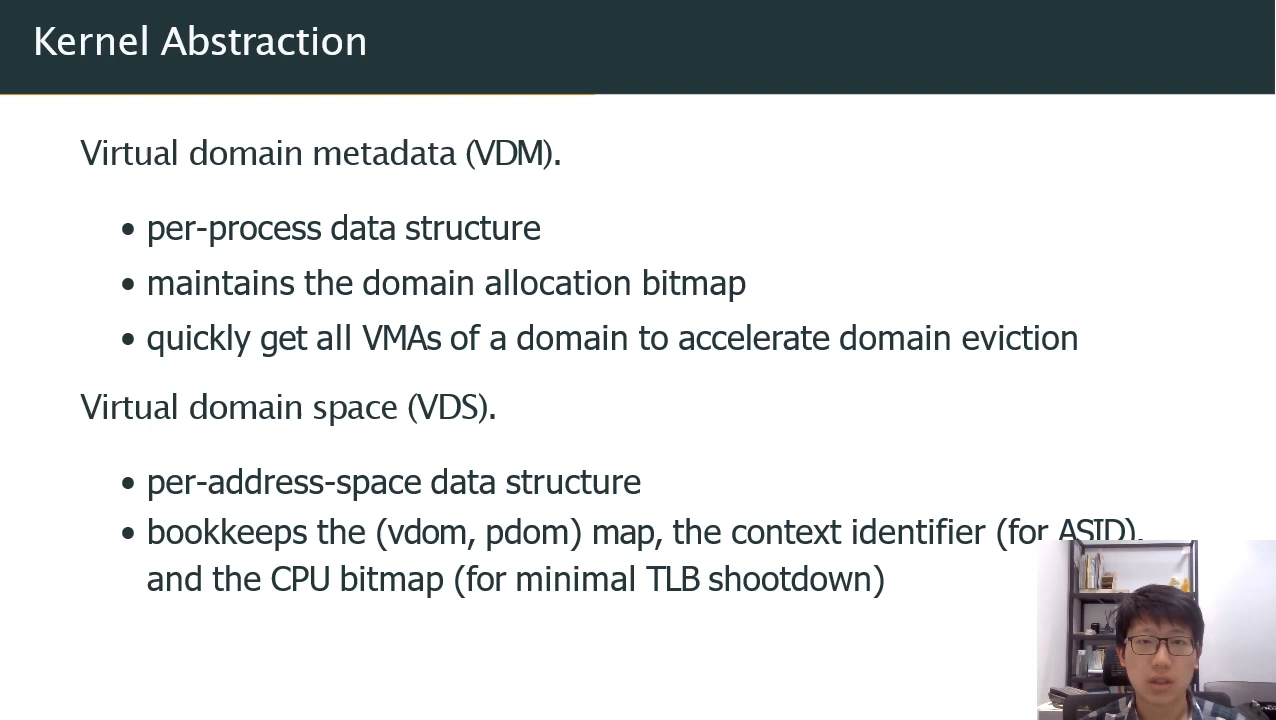 Kernel Abstraction
Virtual domain metadata (VDM).
• per-process data structure
• maintains the domain allocation bitmap
• quickly get all VMAs of a domain to accelerate domain eviction
Virtual domain space (VDS).
• per-address-space data structure
• bookkeeps the (vdom, pdom) map, the context identifier (for ASID),
and the CPU bitmap (for minimal TLB shootdown)